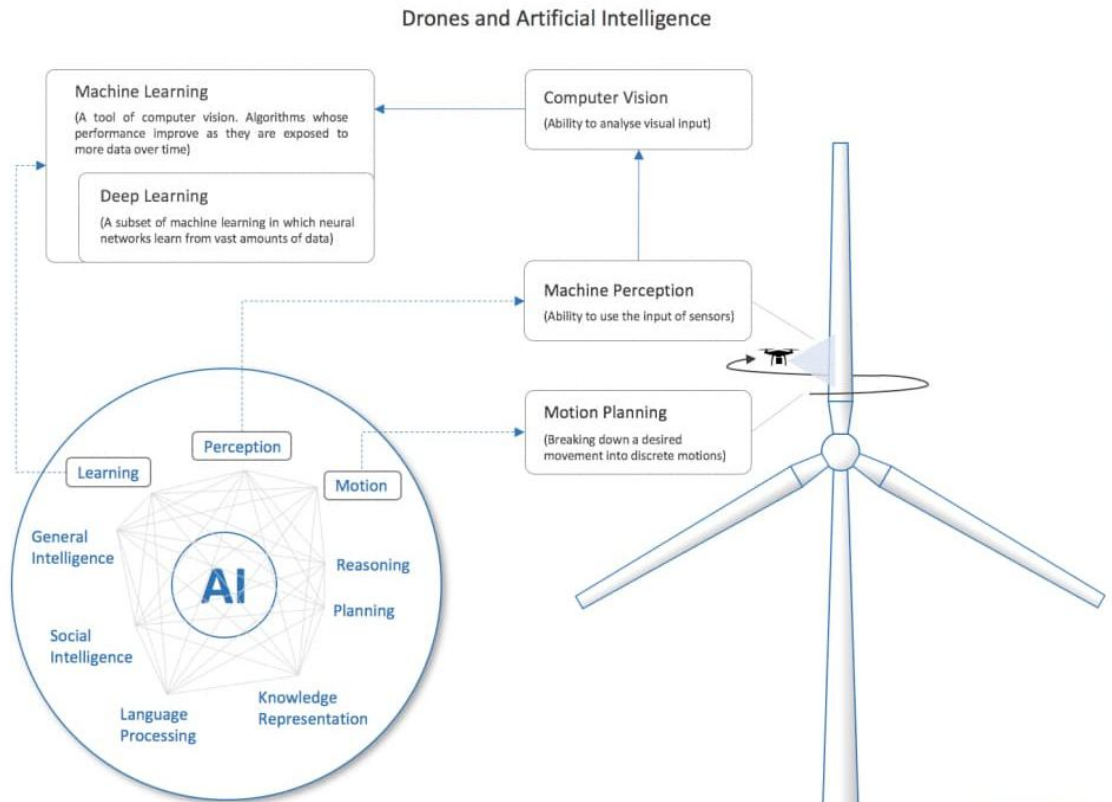 Drones and Artificial Intelligence
Machine Learning
(A tool of computer vision. Algorithms whose
performance improve as they are exposed to
more data over time)
Deep Learning
(A subset of machine learning in which neural
networks learn from vast amounts of data)
Computer Vision
(Ability to analyse visual input)
Machine Perception
(Ability to use the input of sensors)
Motion Planning
(Breaking down a desired
movement into discrete motions)
Perception
Learning
Motion
General
Intelligence
Reasoning
AI
Planning
Social
Intelligence
Knowledge
Representation
Language
Processing